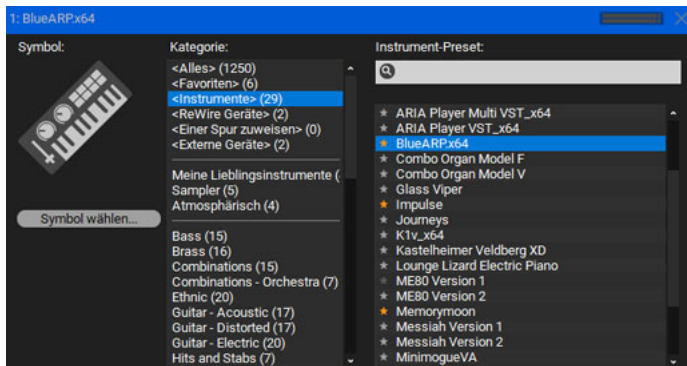 1: BlueARP.x64
Symbol:
Symbol wählen...
Kategorie:
<Alles> (1250)
<Favoriten> (6)
<Instrumente> (29)
<ReWire Geräte> (2)
<Einer Spur zuweisen> (0)
<Externe Geräte> (2)
Meine Lieblingsinstrumente (
Sampler (5)
Atmosphärisch (4)
Bass (15)
Brass (16)
Combinations (15)
Combinations - Orchestra (7)
Ethnic (20)
Guitar - Acoustic (17)
Guitar - Distorted (17)
Guitar - Electric (20)
Hits and Stabs (7)
Instrument-Preset:
ARIA Player Multi VST_x64
ARIA Player VST_x64
BlueARP.x64
Combo Organ Model F
Combo Organ Model V
Glass Viper
Impulse
Journeys
K1v_x64
Kastelheimer Veldberg XD
Lounge Lizard Electric Piano
ME80 Version 1
ME80 Version 2
Memorymoon
Messiah Version 1
Messiah Version 2
MinimogueVA